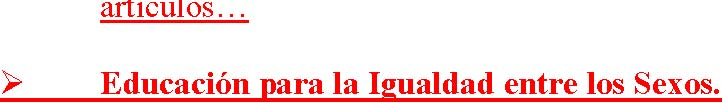 artículos…
➢ Educación para la Igualdad entre los Sexos.